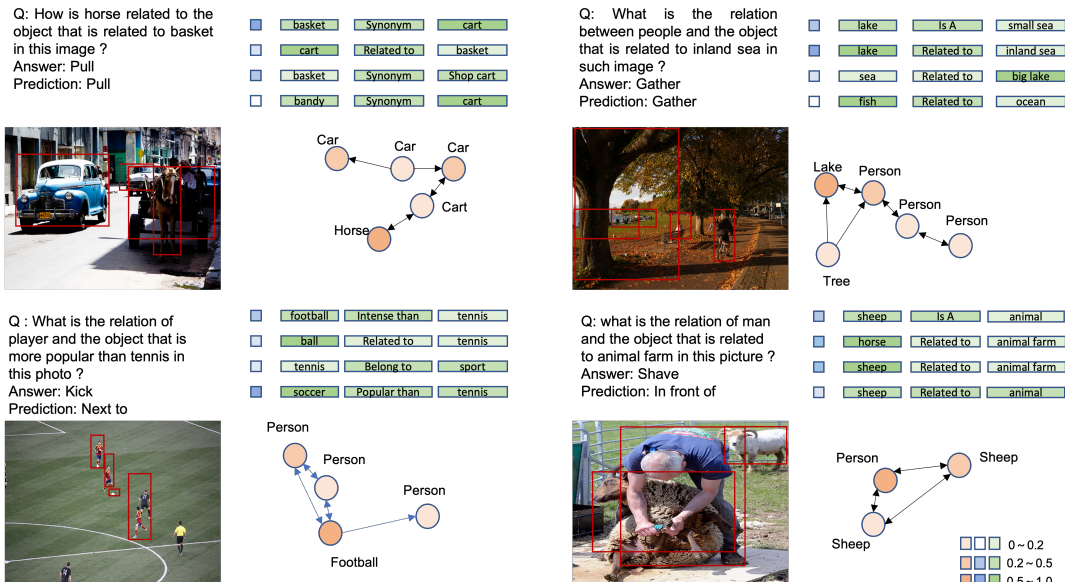 Q: How is horse related to the
object that is related to basket
in this image ?
Answer: Pull
Prediction: Pull
basket Synonym cart
cart Related to basket
basket Synonym Shop cart
bandy Synonym cart
Car
Car
Car
Cart
Horse
Q: What is the relation
between people and the object
that is related to inland sea in
such image ?
Answer: Gather
Prediction: Gather
lake Is A small sea
lake Related to inland sea
sea Related to big lake
fish Related to ocean
Lake
Person
Person
Person
Tree
Q : What is the relation of
player and the object that is
more popular than tennis in
this photo ?
Answer: Kick
Prediction: Next to
football Intense than tennis
ball Related to tennis
tennis Belong to sport
soccer Popular than tennis
Person
Person
Person
Football
Q: what is the relation of man
and the object that is related
to animal farm in this picture ?
Answer: Shave
Prediction: In front of
sheep Is A animal
horse Related to animal farm
sheep Related to animal farm
sheep Related to animal
Person
Sheep
Sheep
0 ~ 0.2
0.2 ~ 0.5
0.5 ~ 1.0